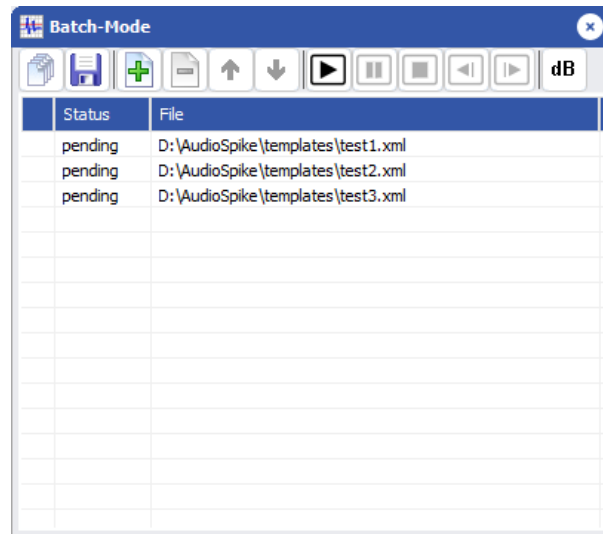 Batch-Mode
dB
Status File
pending D:\AudioSpike\templates\test1.xml
pending D:\AudioSpike\templates\test2.xml
pending D:\AudioSpike\templates\test3.xml